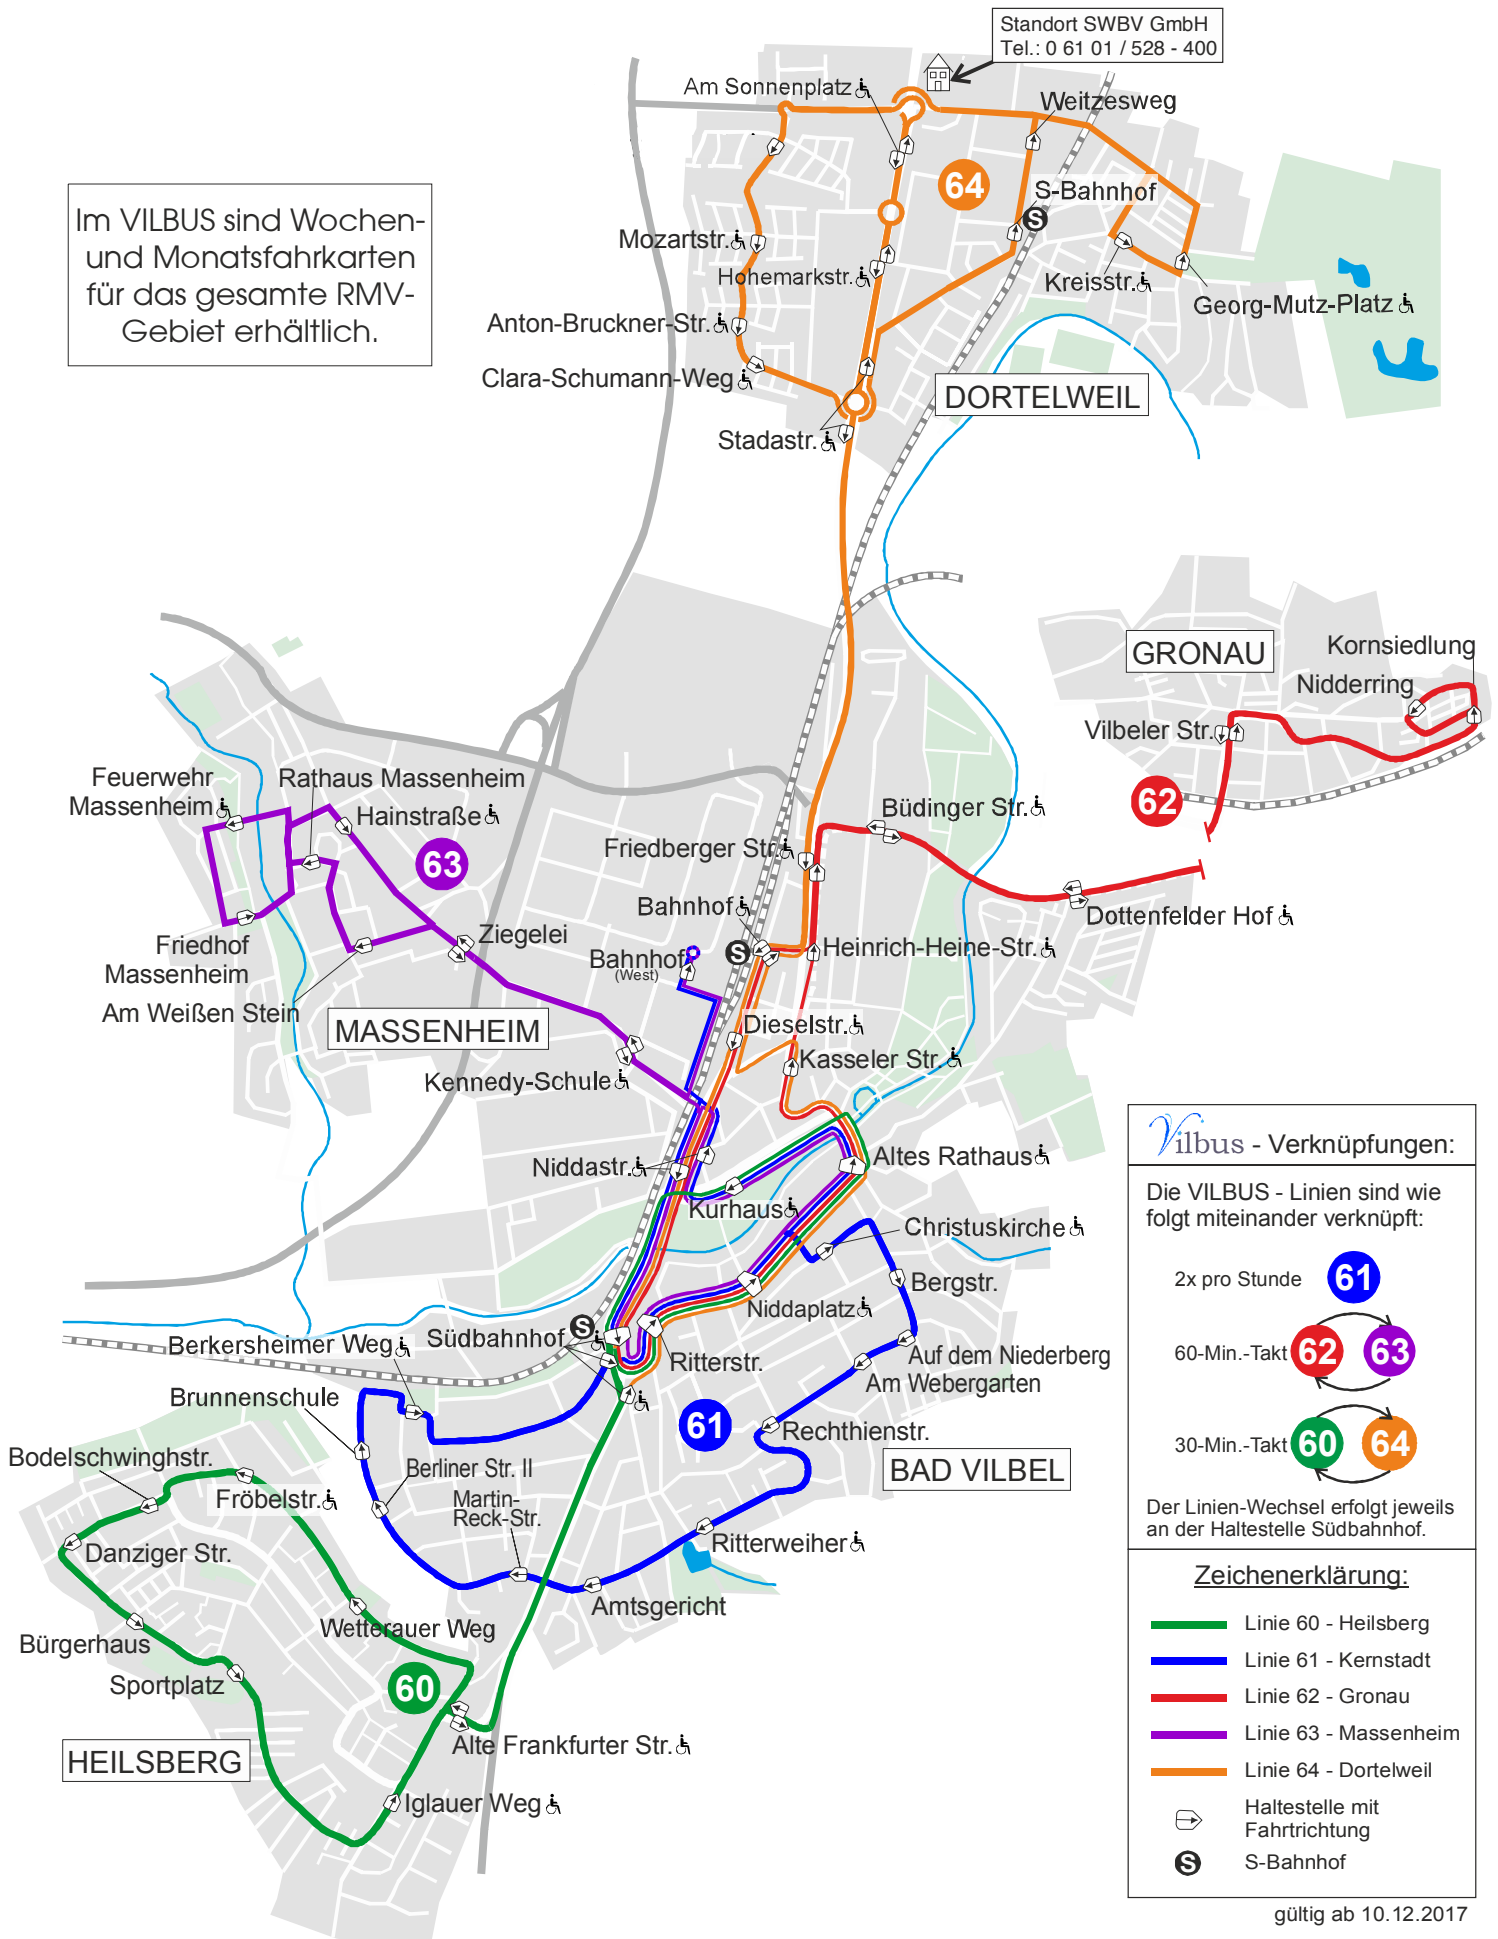 Standort SWBV GmbH
Tel.: 0 61 01 / 528 - 400
Am Sonnenplatz
Weitzesweg
64
S-Bahnhof
S
Im VILBUS sind Wochen-
und Monatsfahrkarten
für das gesamte RMV-
Gebiet erhältlich.
Mozartstr.
Hohemarkstr.
Kreisstr.
Georg-Mutz-Platz
Anton-Bruckner-Str.
Clara-Schumann-Weg
DORTELWEIL
Stadastr.
GRONAU
Kornsiedlung
Nidderring
Vilbeler Str.
62
Feuerwehr
Massenheim
Rathaus Massenheim
Hainstraße
63
Büdinger Str.
Friedberger Str.
Bahnhof
Dottenfelder Hof
Friedhof
Massenheim
Ziegelei
Bahnhof
(West)
S
Heinrich-Heine-Str.
Am Weißen Stein
MASSENHEIM
Dieselstr.
Kasseler Str.
Kennedy-Schule
Niddastr.
Altes Rathaus
Kurhaus
Christuskirche
Bergstr.
Niddaplatz
Berkersheimer Weg
Südbahnhof
S
Ritterstr.
Auf dem Niederberg
Am Webergarten
Brunnenschule
61
Rechthienstr.
BAD VILBEL
Bodelschwinghstr.
Fröbelstr.
Berliner Str. II
Martin-
Reck-Str.
Danziger Str.
Ritterweiher
Amtsgericht
Bürgerhaus
Wetterauer Weg
Sportplatz
60
HEILSBERG
Alte Frankfurter Str.
Iglauer Weg
Vilbus - Verknüpfungen:
Die VILBUS - Linien sind wie
folgt miteinander verknüpft:
2x pro Stunde 61
60-Min.-Takt 62 63
30-Min.-Takt 60 64
Der Linien-Wechsel erfolgt jeweils
an der Haltestelle Südbahnhof.
Zeichenerklärung:
Linie 60 - Heilsberg
Linie 61 - Kernstadt
Linie 62 - Gronau
Linie 63 - Massenheim
Linie 64 - Dortelweil
Haltestelle mit
Fahrtrichtung
S S-Bahnhof
gültig ab 10.12.2017